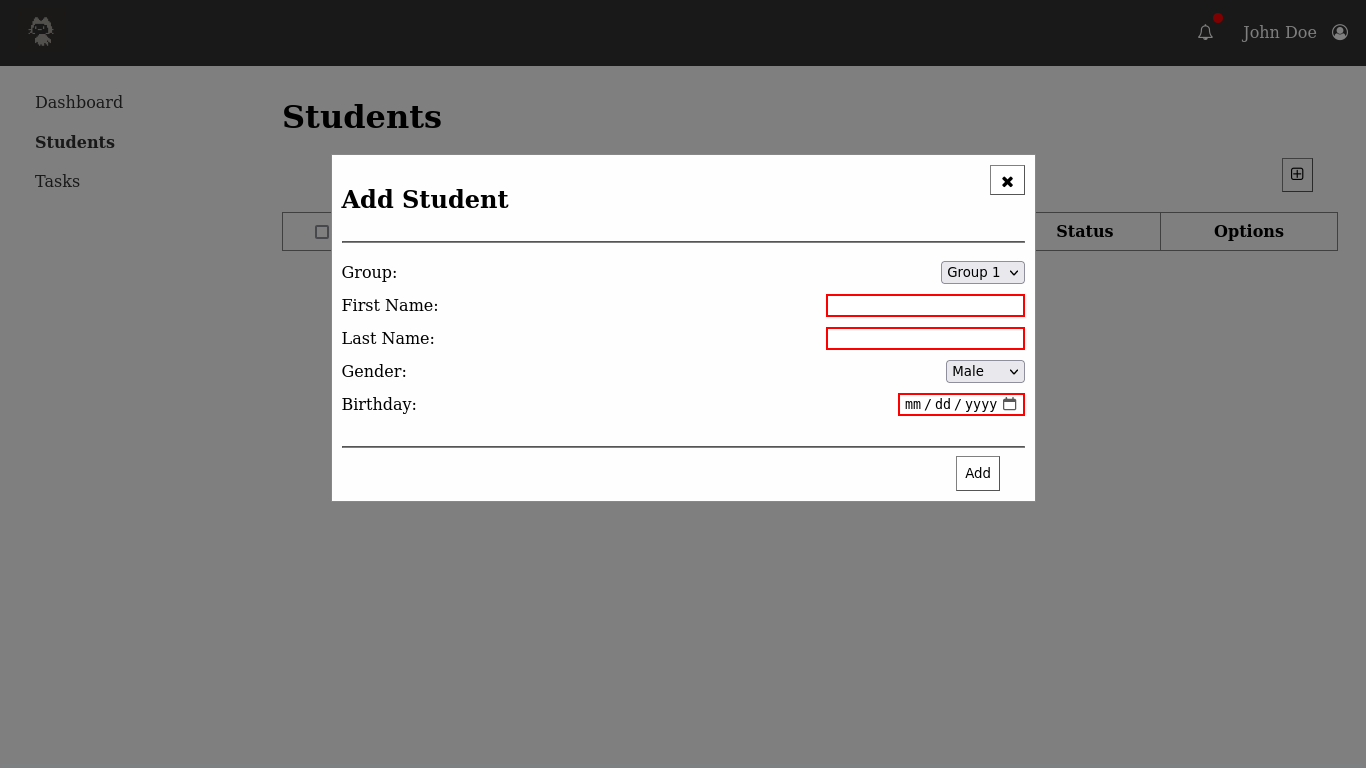 John Doe
Dashboard
Students
Tasks
Students
Status Options
Add Student
Group: Group 1
First Name:
Last Name:
Gender: Male
Birthday: mm/dd/yyyy
Add